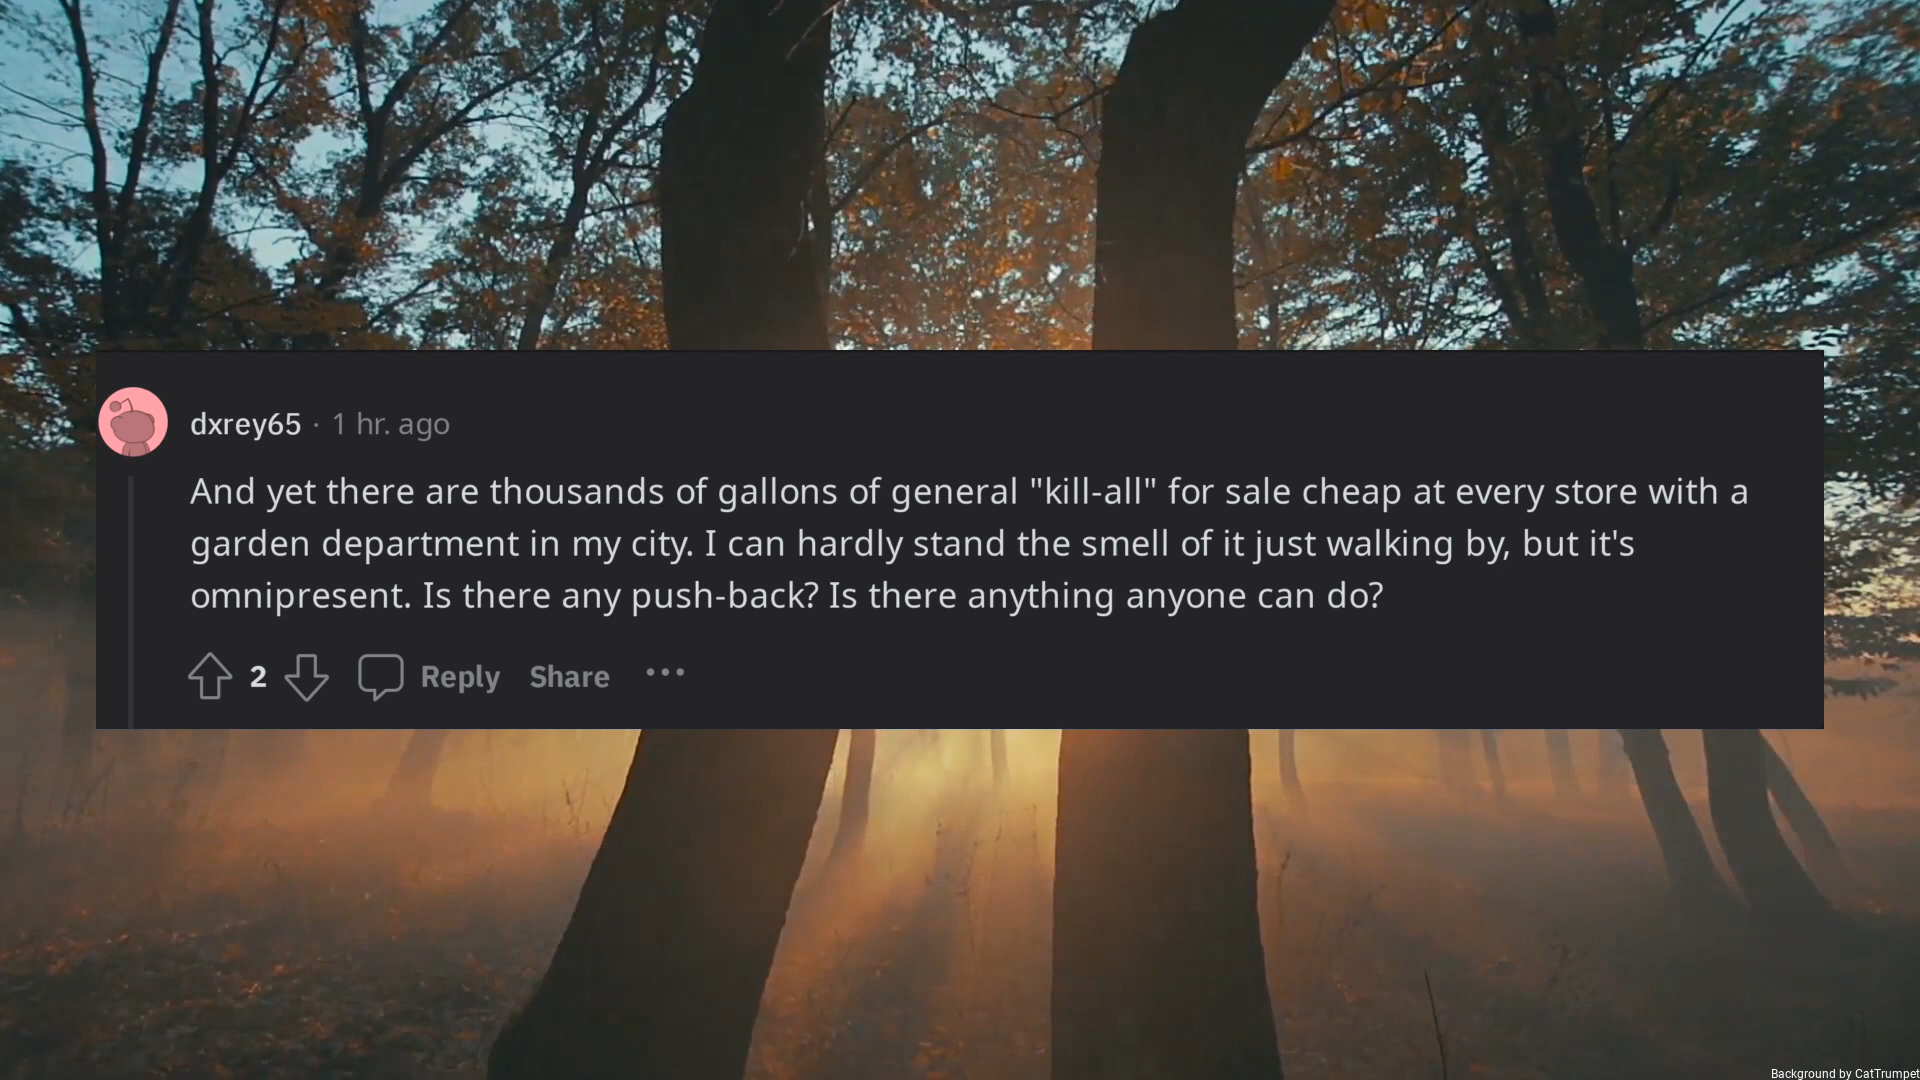 dxrey65 · 1 hr. ago
And yet there are thousands of gallons of general "kill-all" for sale cheap at every store with a
garden department in my city. I can hardly stand the smell of it just walking by, but it's
omnipresent. Is there any push-back? Is there anything anyone can do?
2 Reply Share ···
Background by CatTrumpet